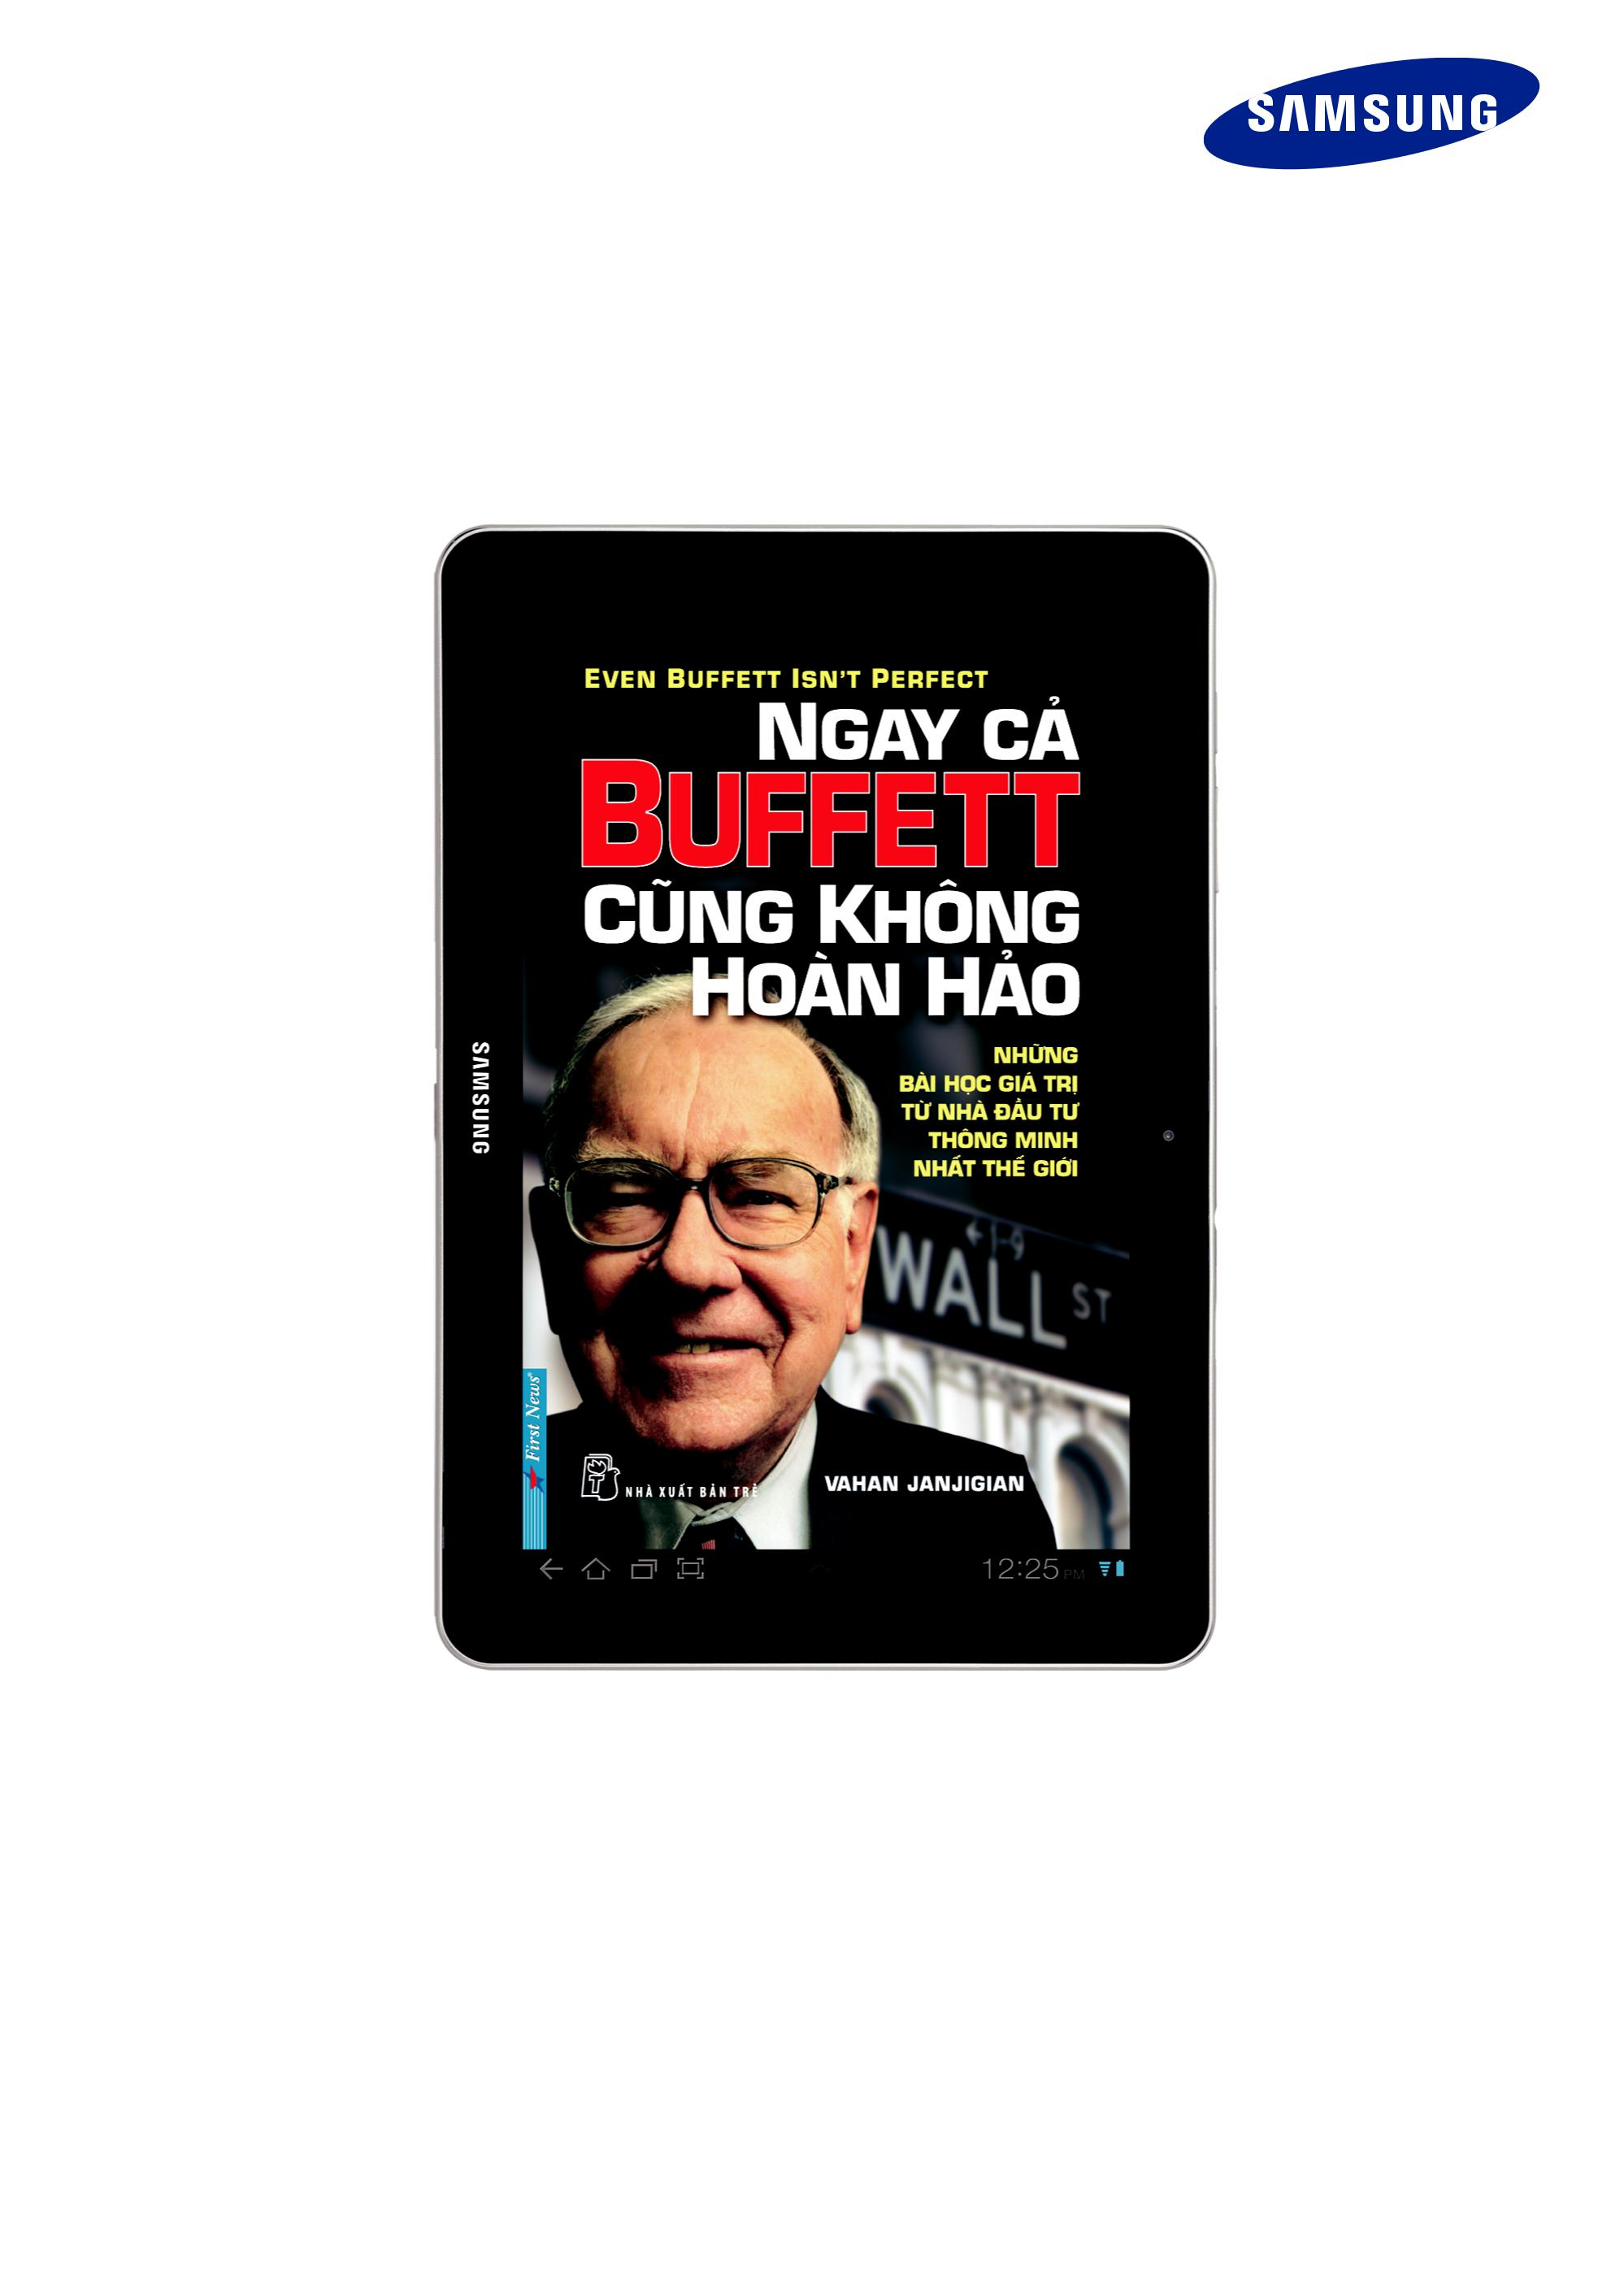 SAMSUNG
EVEN BUFFETT ISN'T PERFECT
NGAY CẢ
BUFFETT
CŨNG KHÔNG
HOÀN HẢO
NHỮNG
BÀI HỌC GIÁ TRỊ
TỪ NHÀ ĐẦU TƯ
THÔNG MINH
NHẤT THẾ GIỚI
SAMSUNG
1-9
WALL ST
First News
NHÀ XUẤT BẢN TRẺ
VAHAN JANJIGIAN
12:25 PM